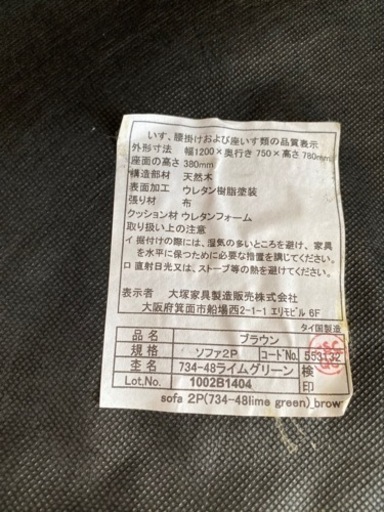 いす、腰掛けおよび座いす類の品質表示
外形寸法 幅1200×奥行き 750×高さ 780mm
座面の高さ 380mm
構造部材 天然木
表面加工 ウレタン樹脂塗装
張り材 布
クッション材 ウレタンフォーム
取り扱い上の注意
イ 据付けの際には、湿気の多いところを避け、家具
を水平に保つために必要な措置を講じてください。
ロ 直射日光又は、ストーブ等の熱を避けてください。
表示者 大塚家具製造販売株式会社
大阪府箕面市船場西2-1-1 エリモビル 6F
タイ国製造
品名 ブラウン
規格 ソファ2P コードNo. 553132
杢名 734-48ライムグリーン 検
Lot.No. 1002B1404 印
sofa 2P(734-48lime green)_brow